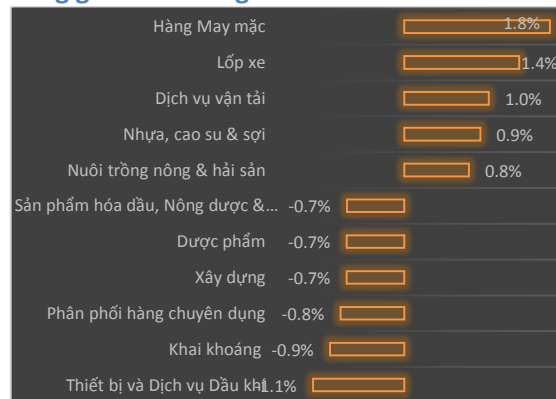 Hàng May mặc 1.8%
Lốp xe 1.4%
Dịch vụ vận tải 1.0%
Nhựa, cao su & sợi 0.9%
Nuôi trồng nông & hải sản 0.8%
Sản phẩm hóa dầu, Nông dược &... -0.7%
Dược phẩm -0.7%
Xây dựng -0.7%
Phân phối hàng chuyên dụng -0.8%
Khai khoáng -0.9%
Thiết bị và Dịch vụ Dầu khí -1.1%